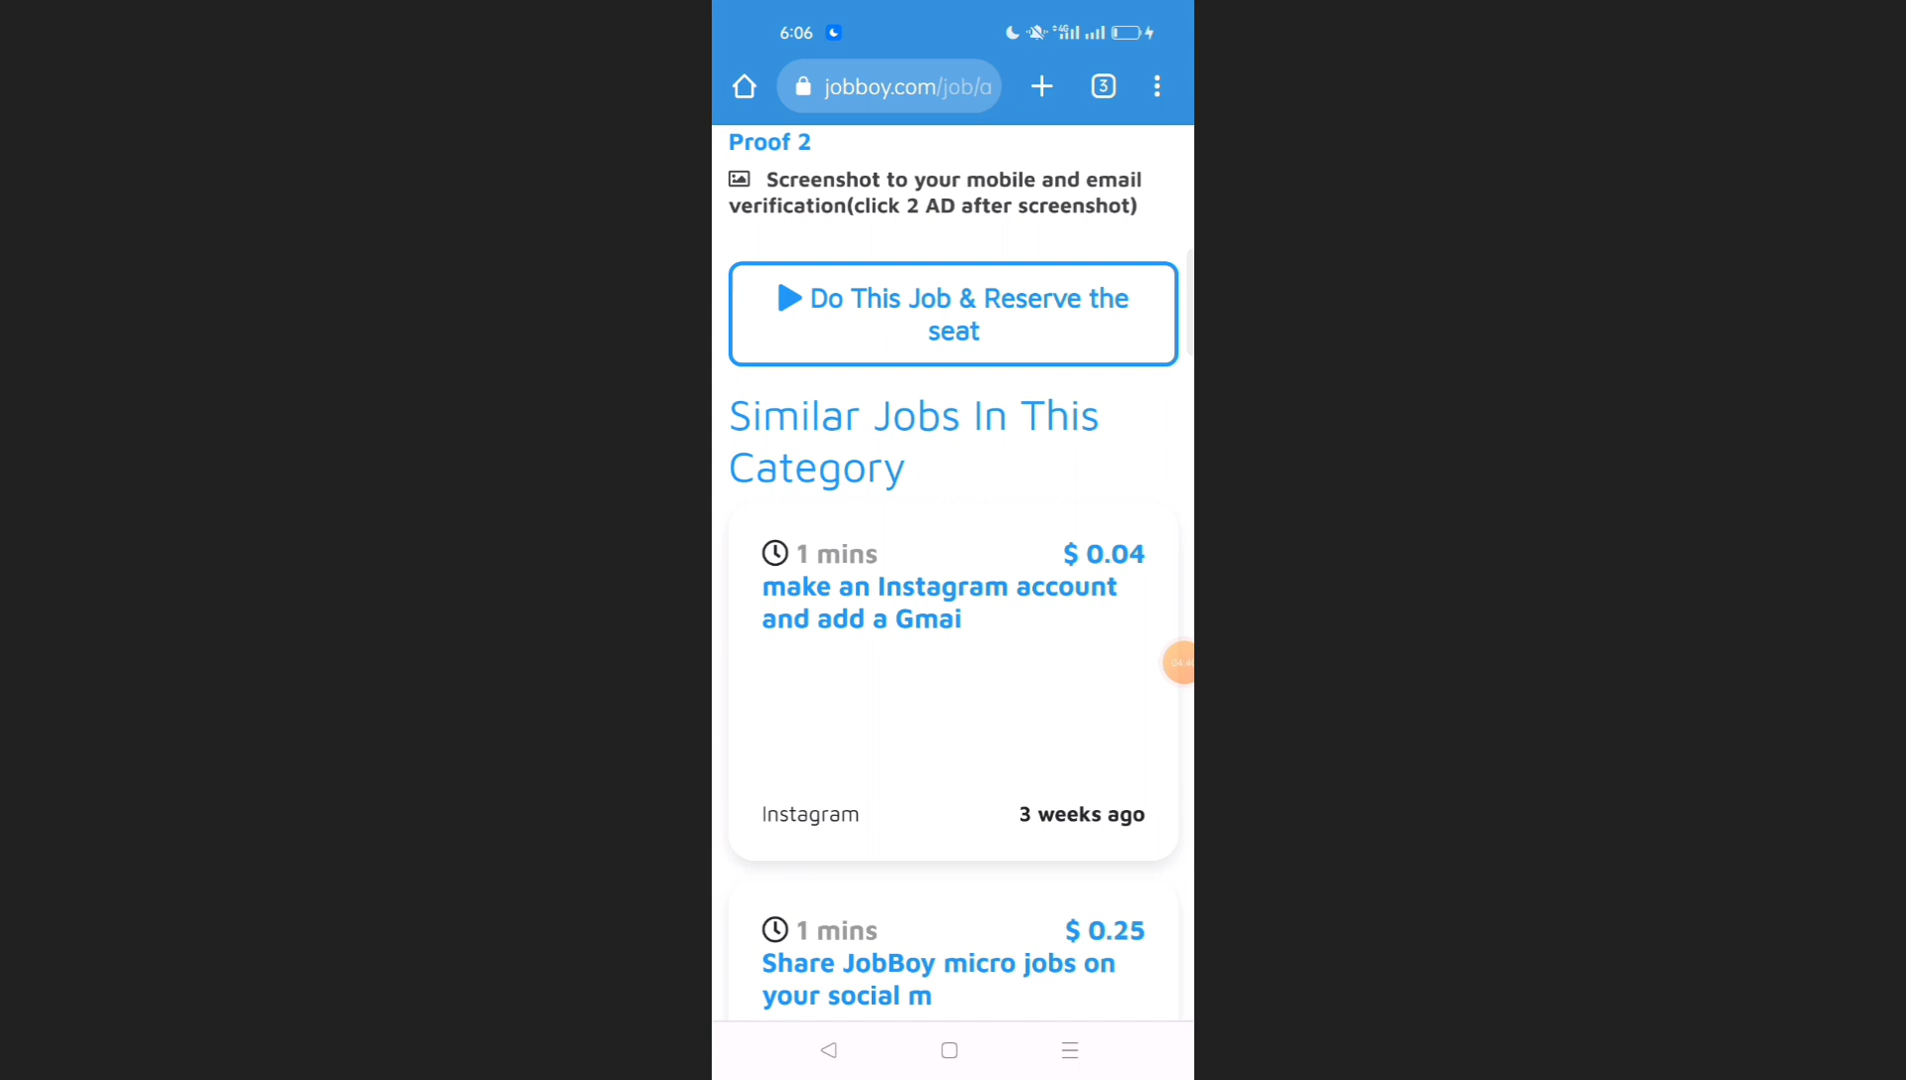 6:06
4G
jobboy.com/job/a
3
Proof 2
Screenshot to your mobile and email
verification(click 2 AD after screenshot)
Do This Job & Reserve the
seat
Similar Jobs In This
Category
1 mins $ 0.04
make an Instagram account
and add a Gmai
Instagram 3 weeks ago
1 mins $ 0.25
Share JobBoy micro jobs on
your social m